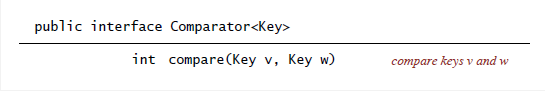 public interface Comparator<Key>
int compare(Key v, Key w) compare keys v and w